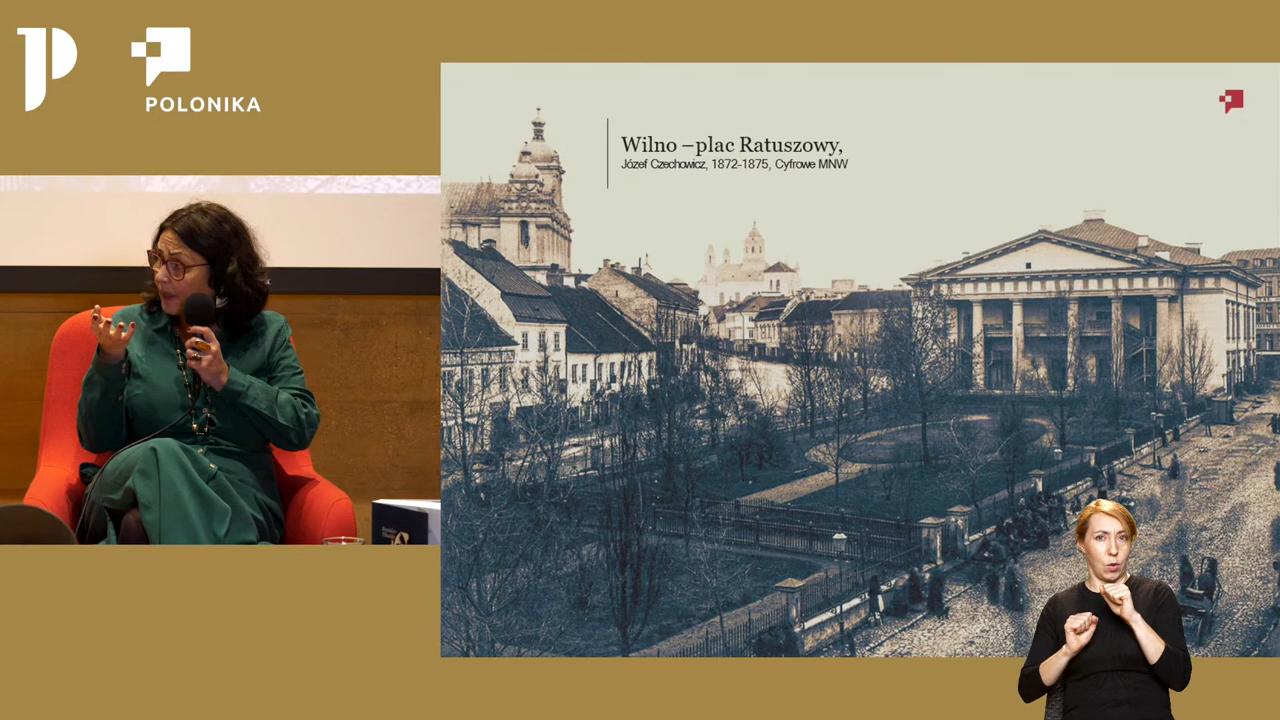 POLONIKA
Wilno –plac Ratuszowy,
Józef Czechowicz, 1872-1875, Cyfrowe MNW